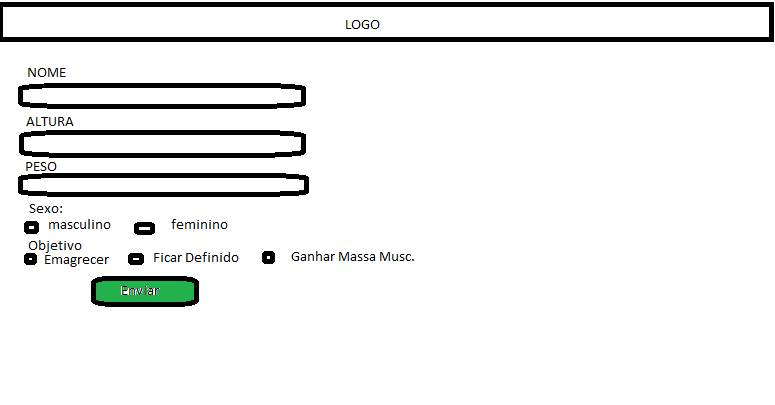 LOGO
NOME
ALTURA
PESO
Sexo:
masculino feminino
Objetivo
Emagrecer Ficar Definido Ganhar Massa Musc.
Enviar